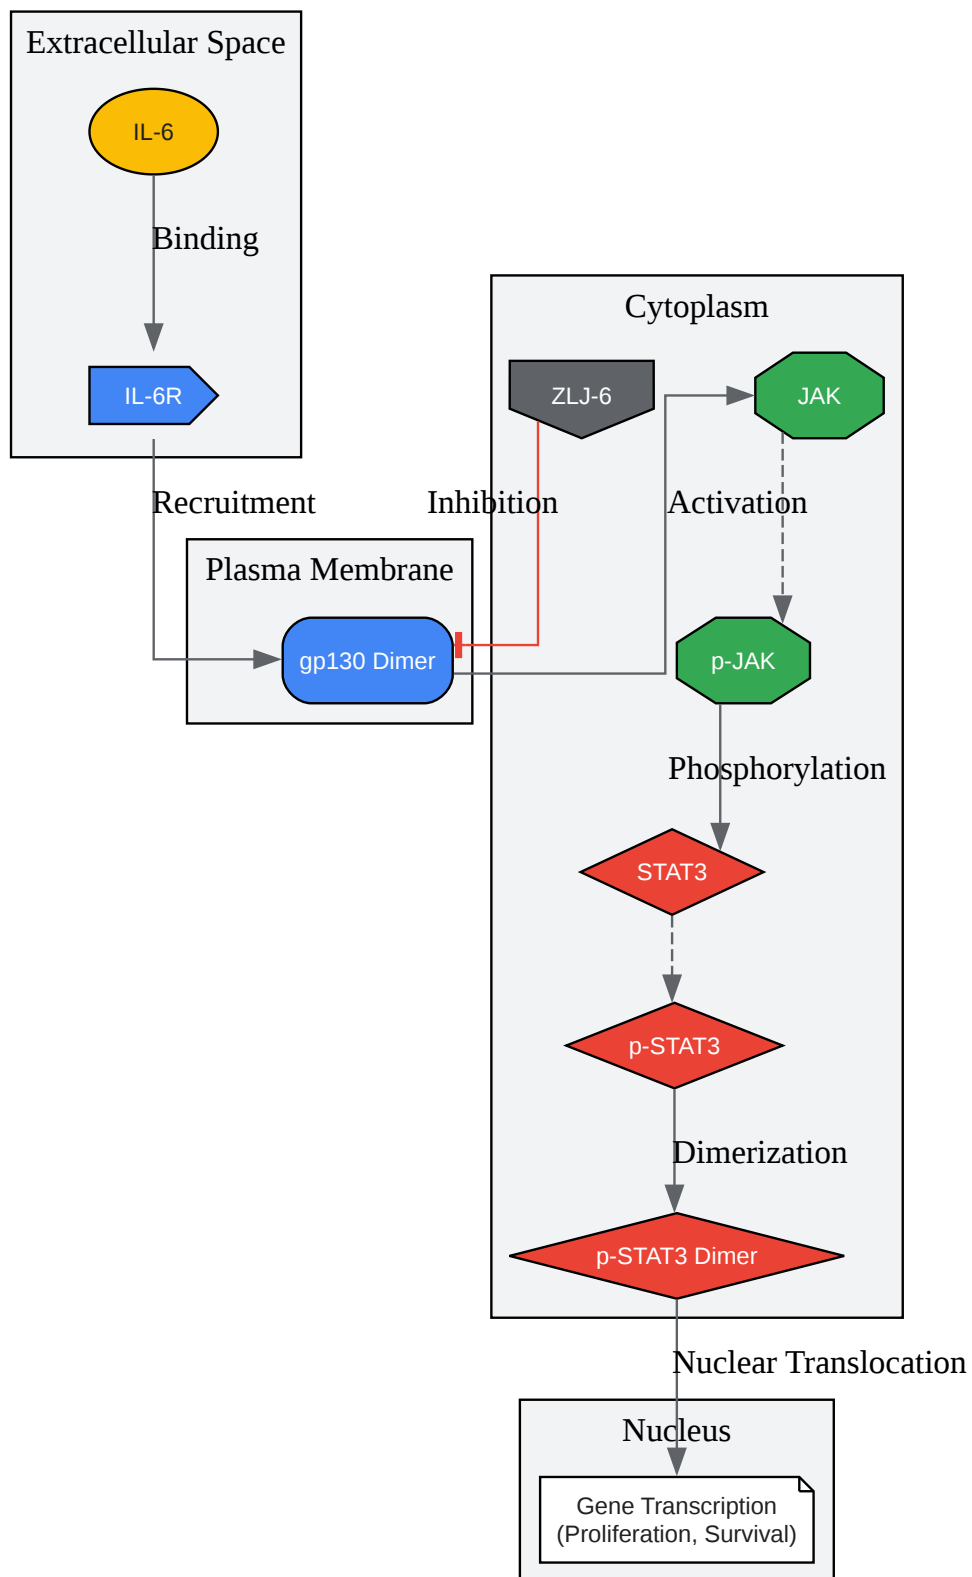 Extracellular Space
IL-6
Binding
IL-6R
Recruitment
Plasma Membrane
gp130 Dimer
Cytoplasm
ZLJ-6
JAK
Inhibition
Activation
p-JAK
Phosphorylation
STAT3
p-STAT3
Dimerization
p-STAT3 Dimer
Nuclear Translocation
Nucleus
Gene Transcription
(Proliferation, Survival)